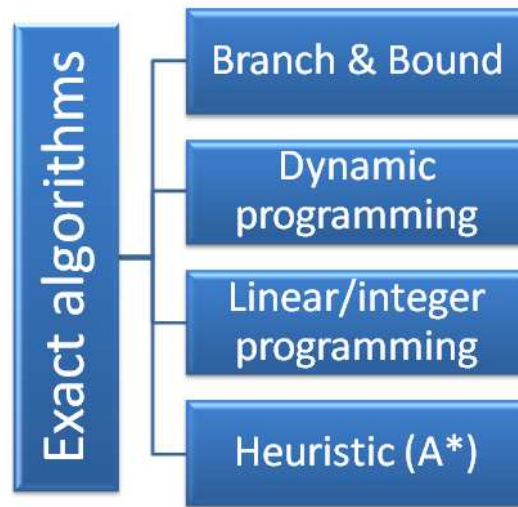 Exact algorithms
Branch & Bound
Dynamic
programming
Linear/integer
programming
Heuristic (A*)